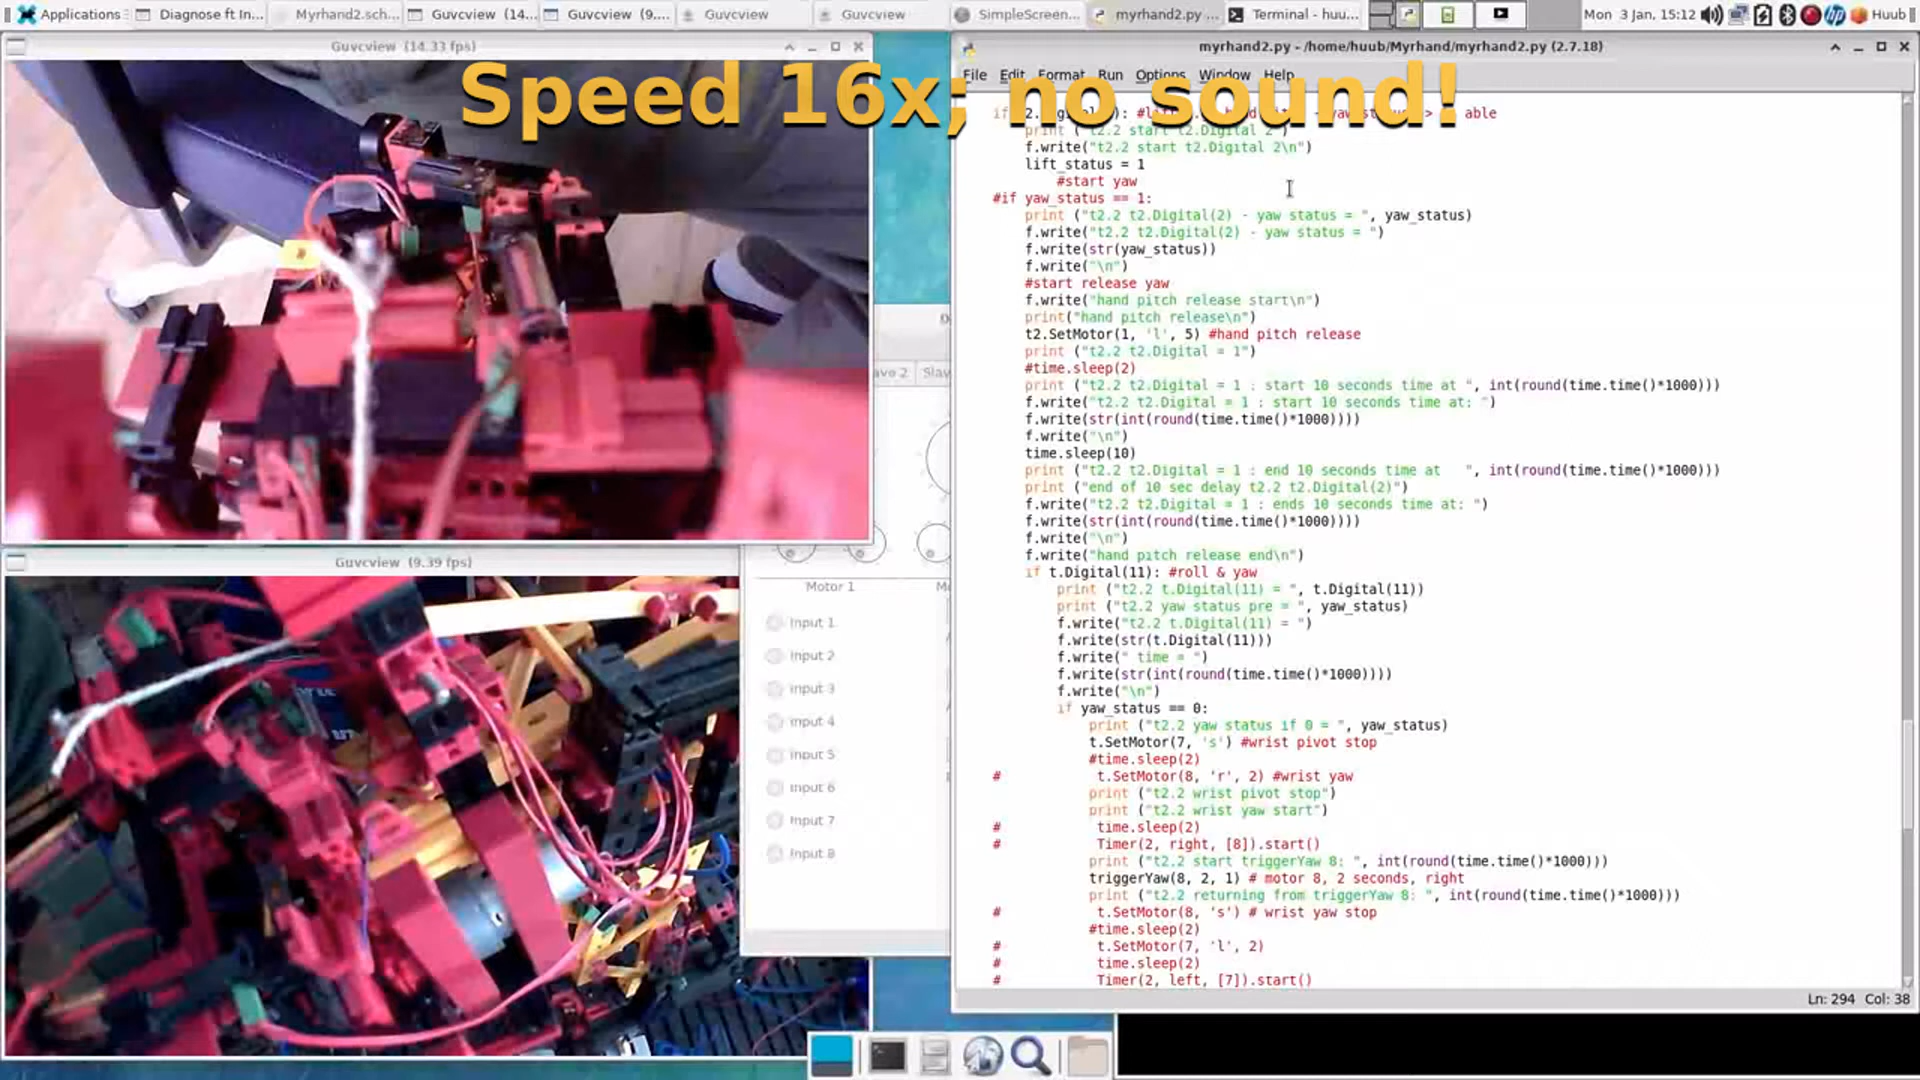 Applications
Diagnose ft In...
Myrhand2.sch...
Guvcview (14....
Guvcview (9....
Guvcview
Guvcview
SimpleScreen...
myrhand2.py ...
Terminal - huu...
Mon 3 Jan, 15:12
Huub
Guvcview (14.33 fps)
myrhand2.py - /home/huub/Myrhand/myrhand2.py (2.7.18)
File Edit Format Run Options Window Help
Speed 16x; no sound!
able
print ("t2.2 start t2.Digital 2")
f.write("t2.2 start t2.Digital 2\n")
lift_status = 1
#start yaw
#if yaw_status == 1:
print ("t2.2 t2.Digital(2) - yaw status = ", yaw_status)
f.write("t2.2 t2.Digital(2) - yaw status = ")
f.write(str(yaw_status))
f.write("\n")
#start release yaw
f.write("hand pitch release start\n")
print("hand pitch release\n")
t2.SetMotor(1, 'l', 5) #hand pitch release
print ("t2.2 t2.Digital = 1")
#time.sleep(2)
print ("t2.2 t2.Digital = 1 : start 10 seconds time at ", int(round(time.time()*1000)))
f.write("t2.2 t2.Digital = 1 : start 10 seconds time at: ")
f.write(str(int(round(time.time()*1000))))
f.write("\n")
time.sleep(10)
print ("t2.2 t2.Digital = 1 : end 10 seconds time at   ", int(round(time.time()*1000)))
print ("end of 10 sec delay t2.2 t2.Digital(2)")
f.write("t2.2 t2.Digital = 1 : ends 10 seconds time at: ")
f.write(str(int(round(time.time()*1000))))
f.write("\n")
f.write("hand pitch release end\n")
if t.Digital(11): #roll & yaw
print ("t2.2 t.Digital(11) = ", t.Digital(11))
print ("t2.2 yaw status pre = ", yaw_status)
f.write("t2.2 t.Digital(11) = ")
f.write(str(t.Digital(11)))
f.write(" time = ")
f.write(str(int(round(time.time()*1000))))
f.write("\n")
if yaw_status == 0:
print ("t2.2 yaw status if 0 = ", yaw_status)
t.SetMotor(7, 's') #wrist pivot stop
#time.sleep(2)
# t.SetMotor(8, 'r', 2) #wrist yaw
print ("t2.2 wrist pivot stop")
print ("t2.2 wrist yaw start")
# time.sleep(2)
# Timer(2, right, [8]).start()
print ("t2.2 start triggerYaw 8: ", int(round(time.time()*1000)))
triggerYaw(8, 2, 1) # motor 8, 2 seconds, right
print ("t2.2 returning from triggerYaw 8: ", int(round(time.time()*1000)))
# t.SetMotor(8, 's') # wrist yaw stop
#time.sleep(2)
# t.SetMotor(7, 'l', 2)
# time.sleep(2)
# Timer(2, left, [7]).start()
Ln: 294 Col: 38
Guvcview (9.39 fps)
ave 2
Slav
Motor 1
Input 1
Input 2
Input 3
Input 4
Input 5
Input 6
Input 7
Input 8